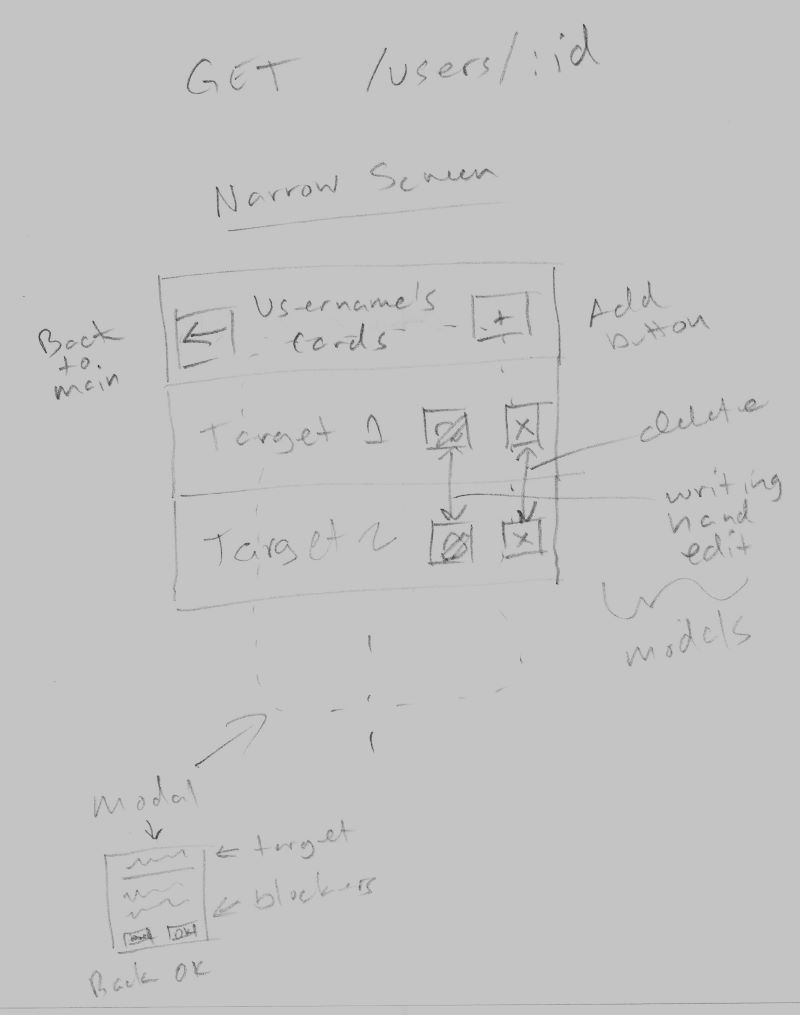 GET /users/:id
Narrow Screen
Username's
cards
+
Back
to
main
Add
button
Target 1
X
delete
Target 2
X
writing
hand
edit
models
modal
target
blockers
OK
Back OK